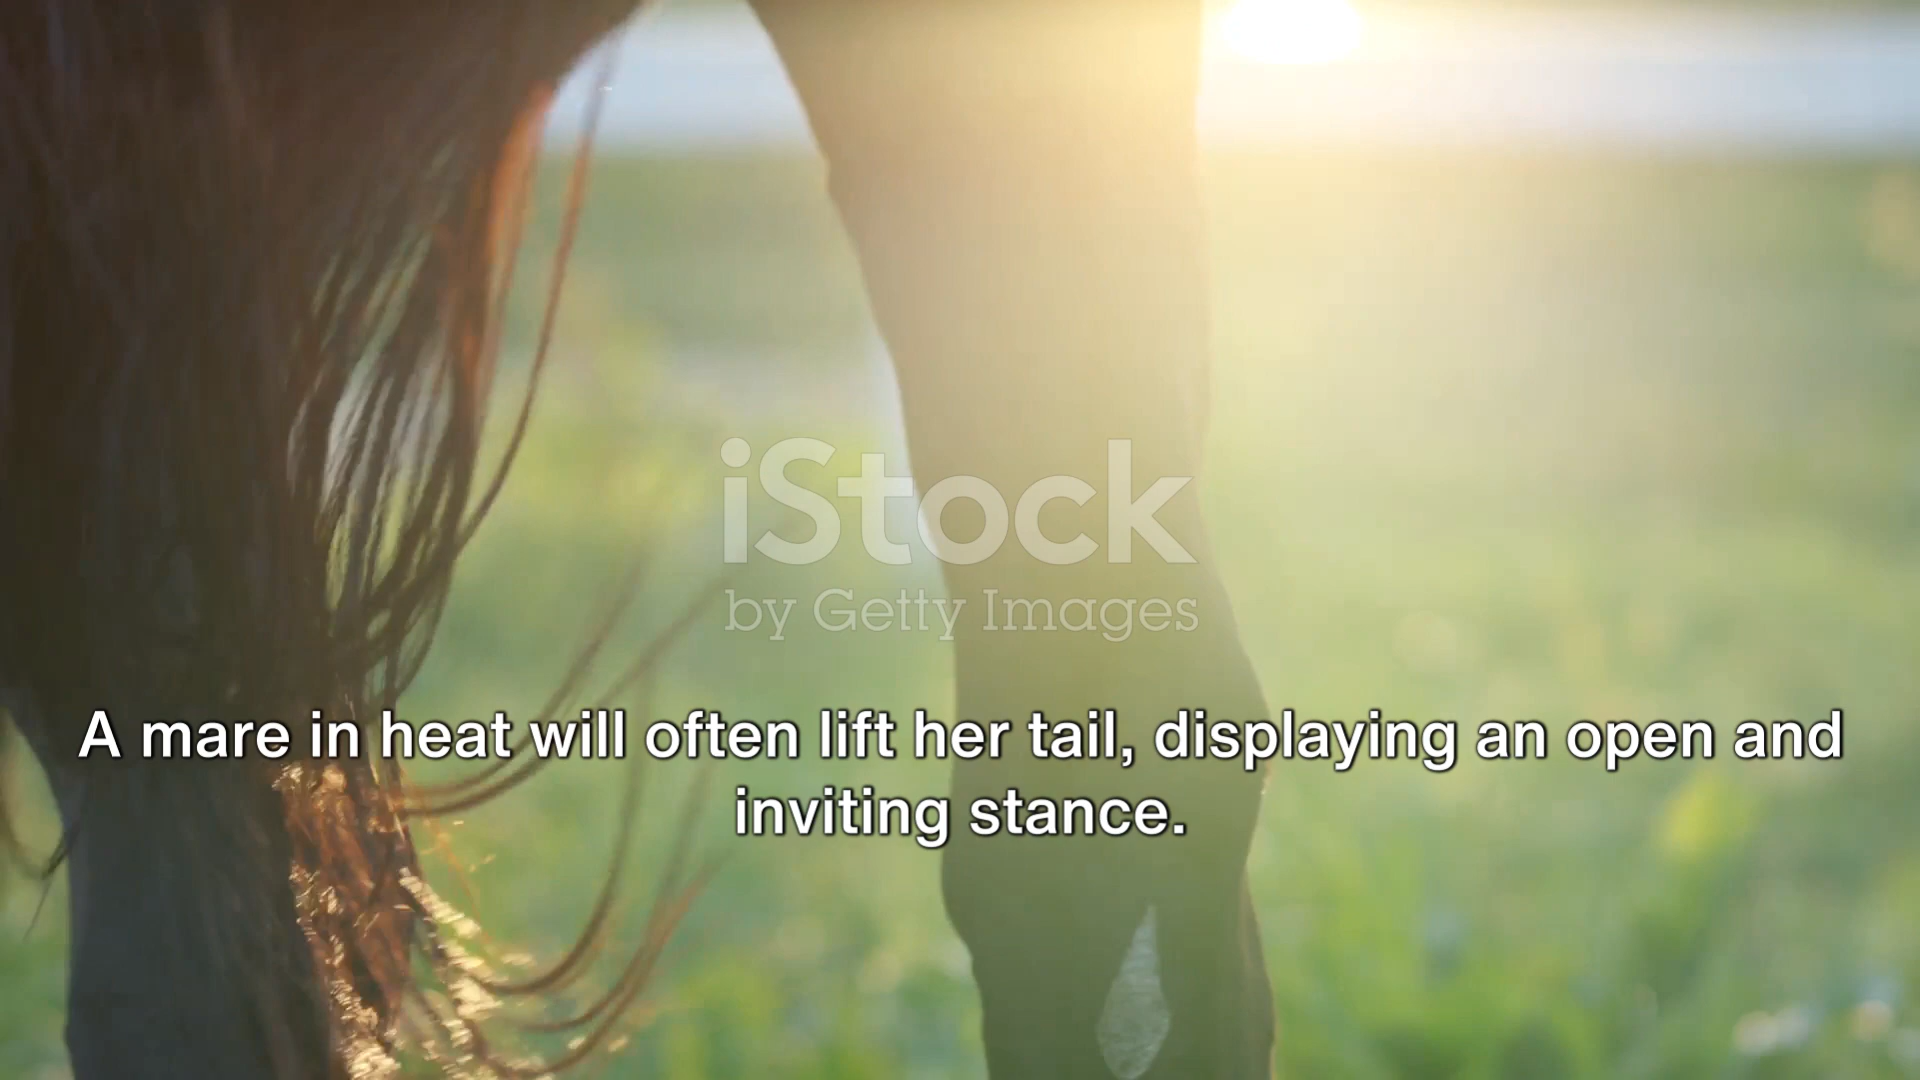 iStock
by Getty Images
A mare in heat will often lift her tail, displaying an open and
inviting stance.